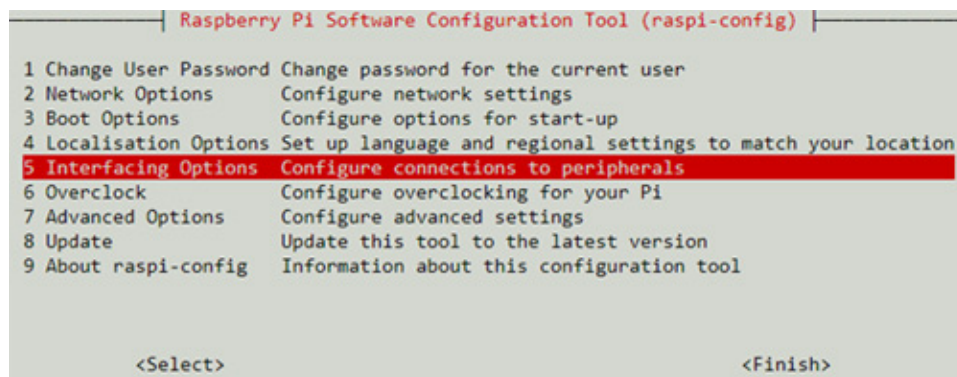 Raspberry Pi Software Configuration Tool (raspi-config)
1 Change User Password Change password for the current user
2 Network Options Configure network settings
3 Boot Options Configure options for start-up
4 Localisation Options Set up language and regional settings to match your location
5 Interfacing Options Configure connections to peripherals
6 Overclock Configure overclocking for your Pi
7 Advanced Options Configure advanced settings
8 Update Update this tool to the latest version
9 About raspi-config Information about this configuration tool
<Select> <Finish>